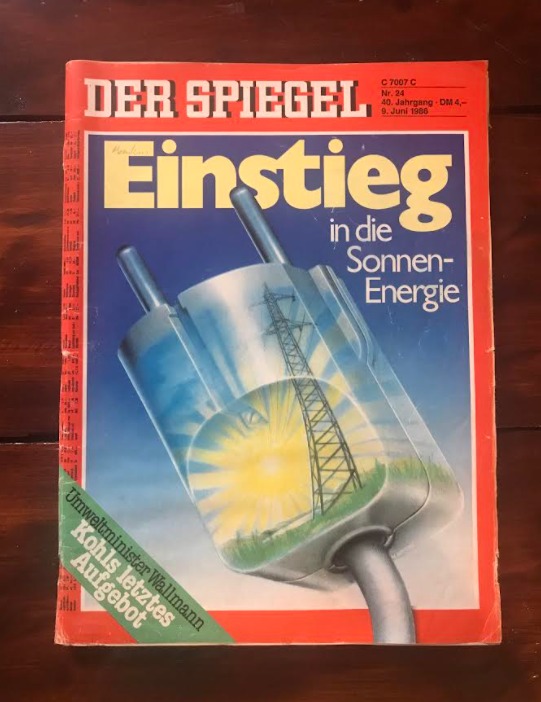 DER SPIEGEL
C 7007 C
Nr. 24
40. Jahrgang · DM 4,–
9. Juni 1986
Einstieg
in die
Sonnen-
Energie
Umweltminister Wallmann
Kohls letztes
Aufgebot